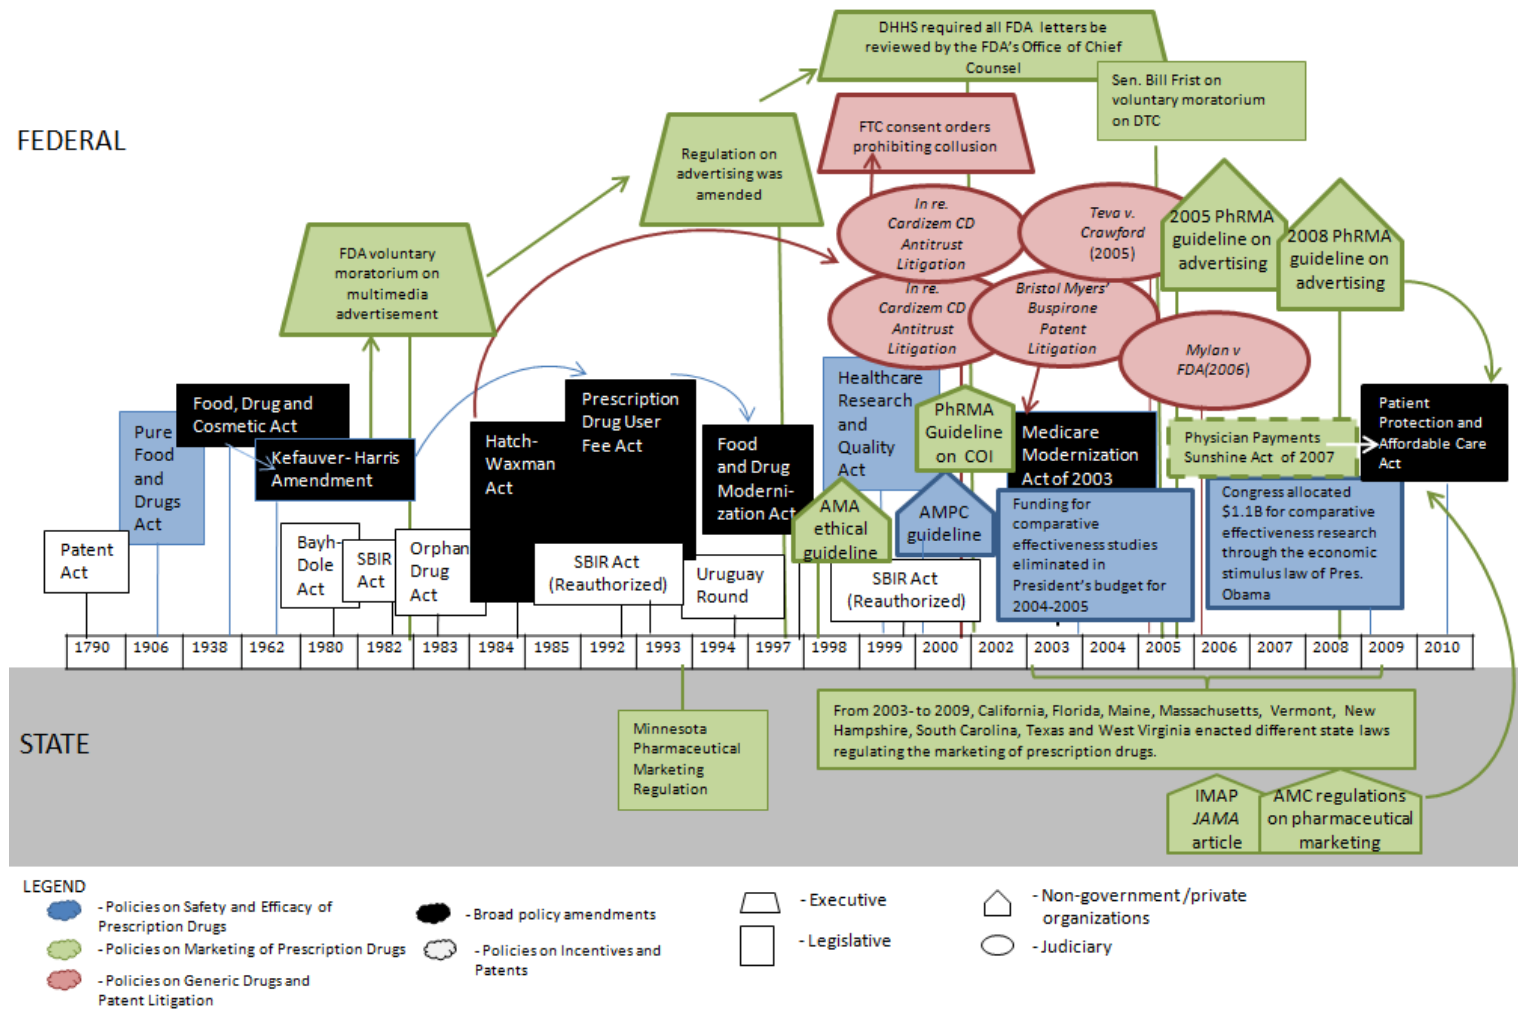 DHHS required all FDA letters be
reviewed by the FDA's Office of Chief
Counsel
Sen. Bill Frist on
voluntary moratorium
on DTC
FEDERAL
FTC consent orders
prohibiting collusion
Regulation on
advertising was
amended
In re.
Cardizem CD
Antitrust
Litigation
Teva v.
Crawford
(2005)
2005 PhRMA
guideline on
advertising
2008 PhRMA
guideline on
advertising
FDA voluntary
moratorium on
multimedia
advertisement
In re.
Cardizem CD
Antitrust
Litigation
Bristol Myers'
Buspirone
Patent
Litigation
Mylan v
FDA(2006)
Healthcare
Research
and
Quality
Act
Food, Drug and
Cosmetic Act
Prescription
Drug User
Fee Act
Patient
Protection and
Affordable Care
Act
Pure
Food
and
Drugs
Act
Kefauver-Harris
Amendment
Hatch-
Waxman
Act
Food
and Drug
Moderni-
zation Act
PhRMA
Guideline
on COI
Medicare
Modernization
Act of 2003
Physician Payments
Sunshine Act of 2007
AMA
ethical
guideline
AMPC
guideline
Funding for
comparative
effectiveness studies
eliminated in
President's budget for
2004-2005
Congress allocated
$1.1B for comparative
effectiveness research
through the economic
stimulus law of Pres.
Obama
Patent
Act
Bayh-
Dole
Act
SBIR
Act
Orphan
Drug
Act
SBIR Act
(Reauthorized)
Uruguay
Round
SBIR Act
(Reauthorized)
1790 1906 1938 1962 1980 1982 1983 1984 1985 1992 1993 1994 1997 1998 1999 2000 2002 2003 2004 2005 2006 2007 2008 2009 2010
STATE
Minnesota
Pharmaceutical
Marketing
Regulation
From 2003- to 2009, California, Florida, Maine, Massachusetts, Vermont, New
Hampshire, South Carolina, Texas and West Virginia enacted different state laws
regulating the marketing of prescription drugs.
IMAP
JAMA
article
AMC regulations
on pharmaceutical
marketing
LEGEND
- Policies on Safety and Efficacy of
Prescription Drugs
- Policies on Marketing of Prescription Drugs
- Policies on Generic Drugs and
Patent Litigation
- Broad policy amendments
- Policies on Incentives and
Patents
- Executive
- Legislative
- Non-government /private
organizations
- Judiciary